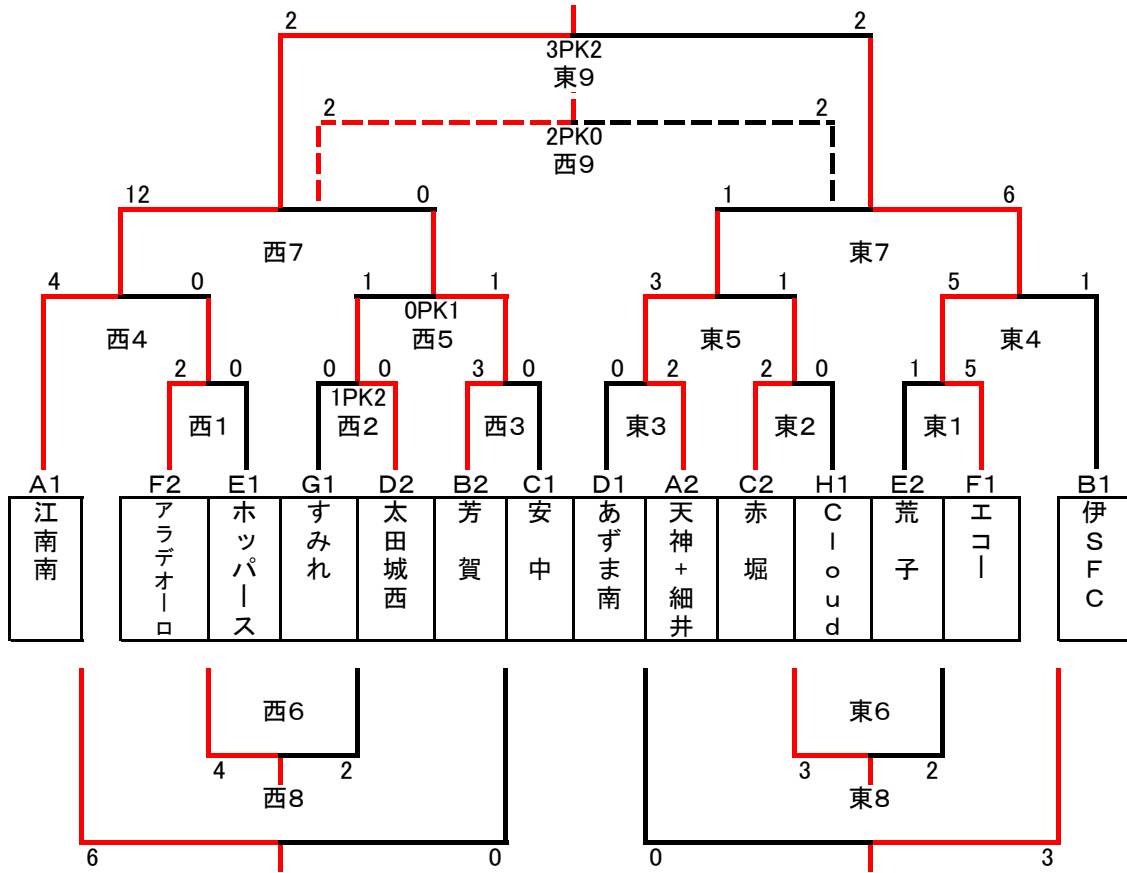 2 2
3PK2
東9
2 2
2PK0
西9
12 0 1 6
西7 東7
4 0 1 1 3 1 5 1
0PK1
西4 西5 東5 東4
2 0 0 0 3 0 0 2 2 0 1 5
1PK2
西1 西2 西3 東3 東2 東1
A1 F2 E1 G1 D2 B2 C1 D1 A2 C2 H1 E2 F1 B1
江南南
アラデオーロ
ホッパース
すみれ
太田城西
芳賀
安中
あずま南
天神+細井
赤堀
Cloud
荒子
エコー
伊SFC
西6 東6
4 2 3 2
西8 東8
6 0 0 3